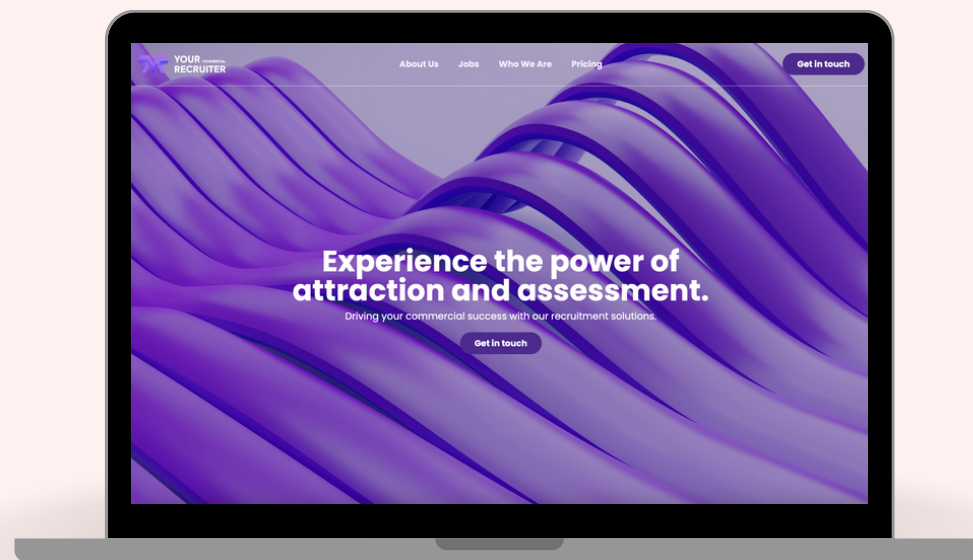 YOUR COMMERCIAL
RECRUITER
About Us Jobs Who We Are Pricing Get in touch
Experience the power of
attraction and assessment.
Driving your commercial success with our recruitment solutions.
Get in touch